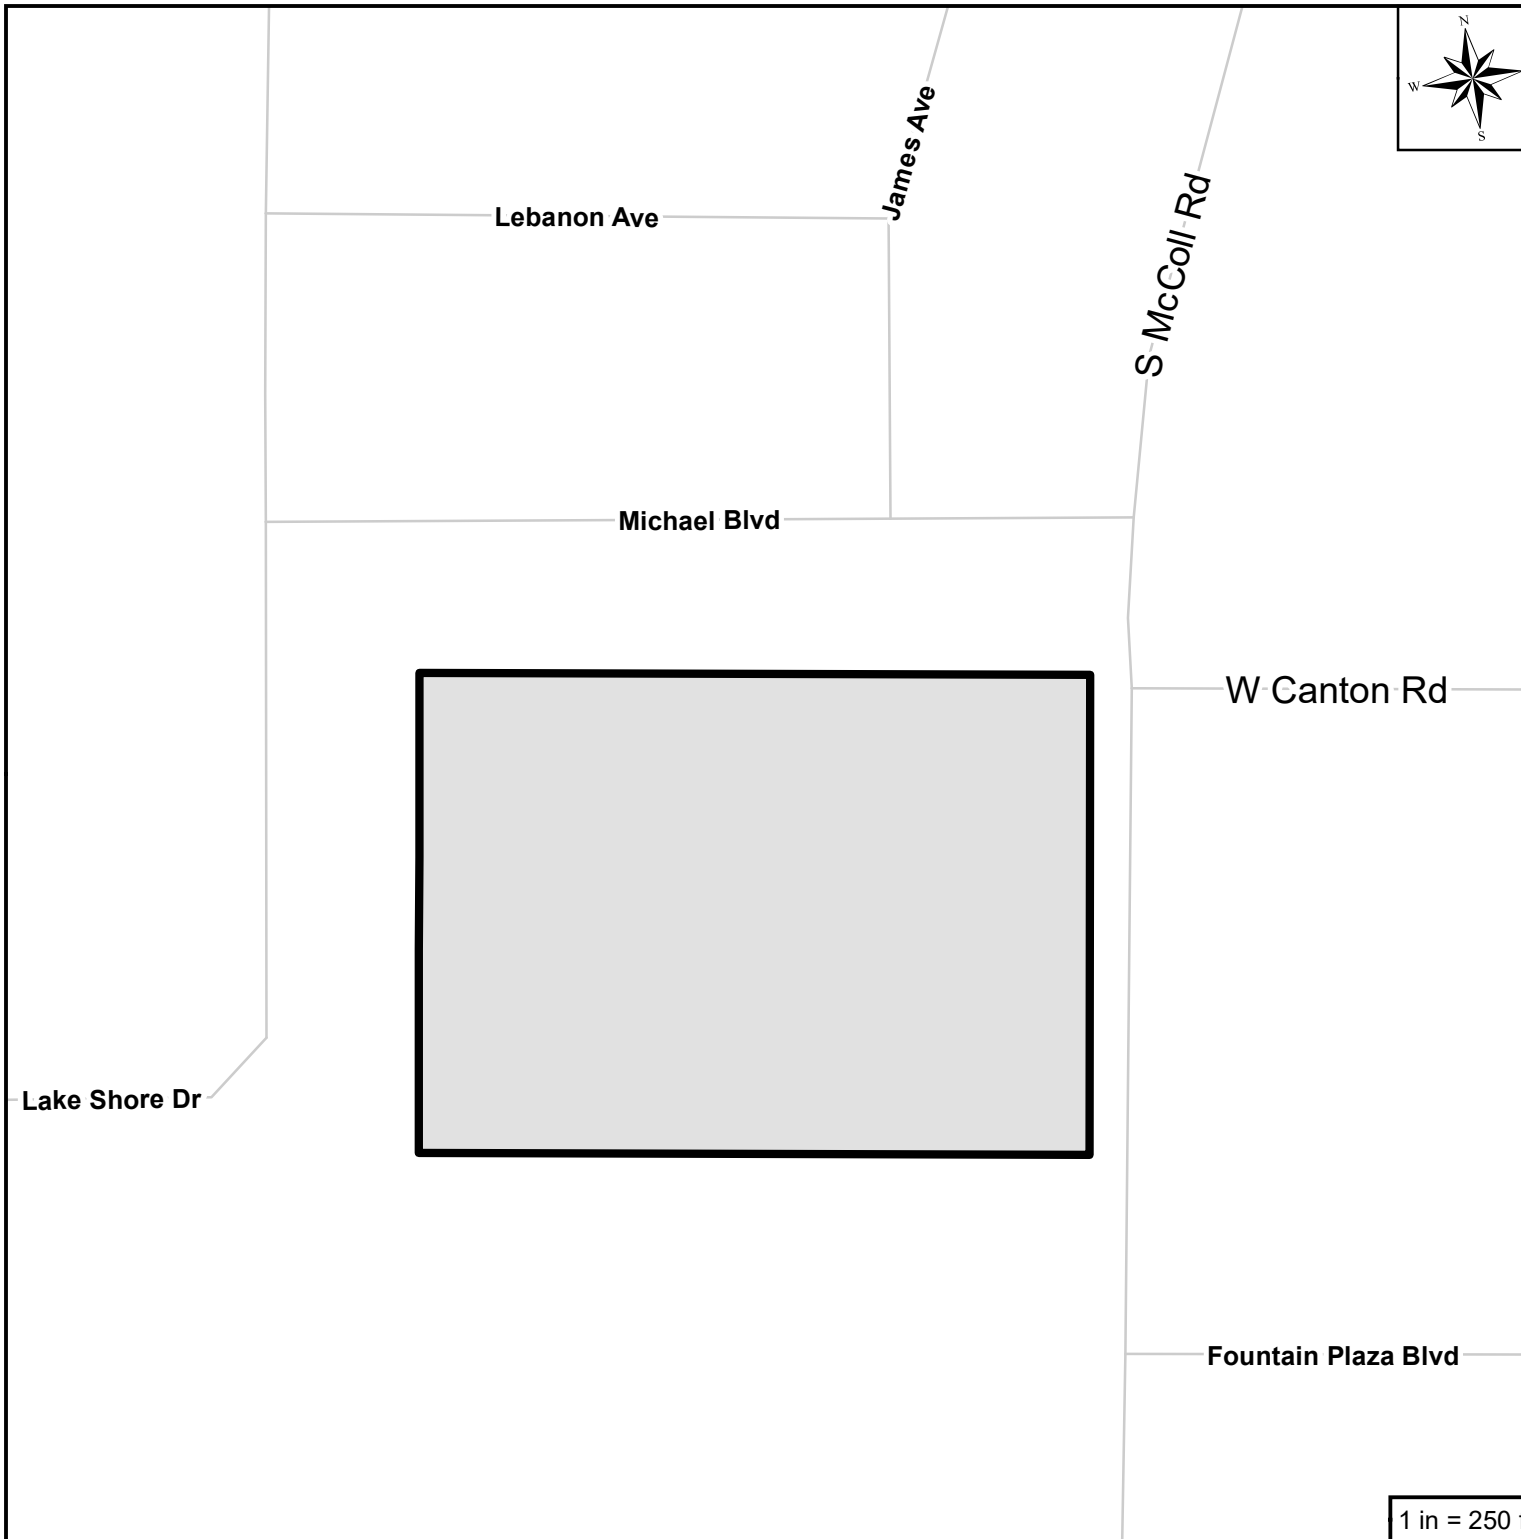 N
W
S
James Ave
Lebanon Ave
S McColl Rd
Michael Blvd
W Canton Rd
Lake Shore Dr
Fountain Plaza Blvd
1 in = 250